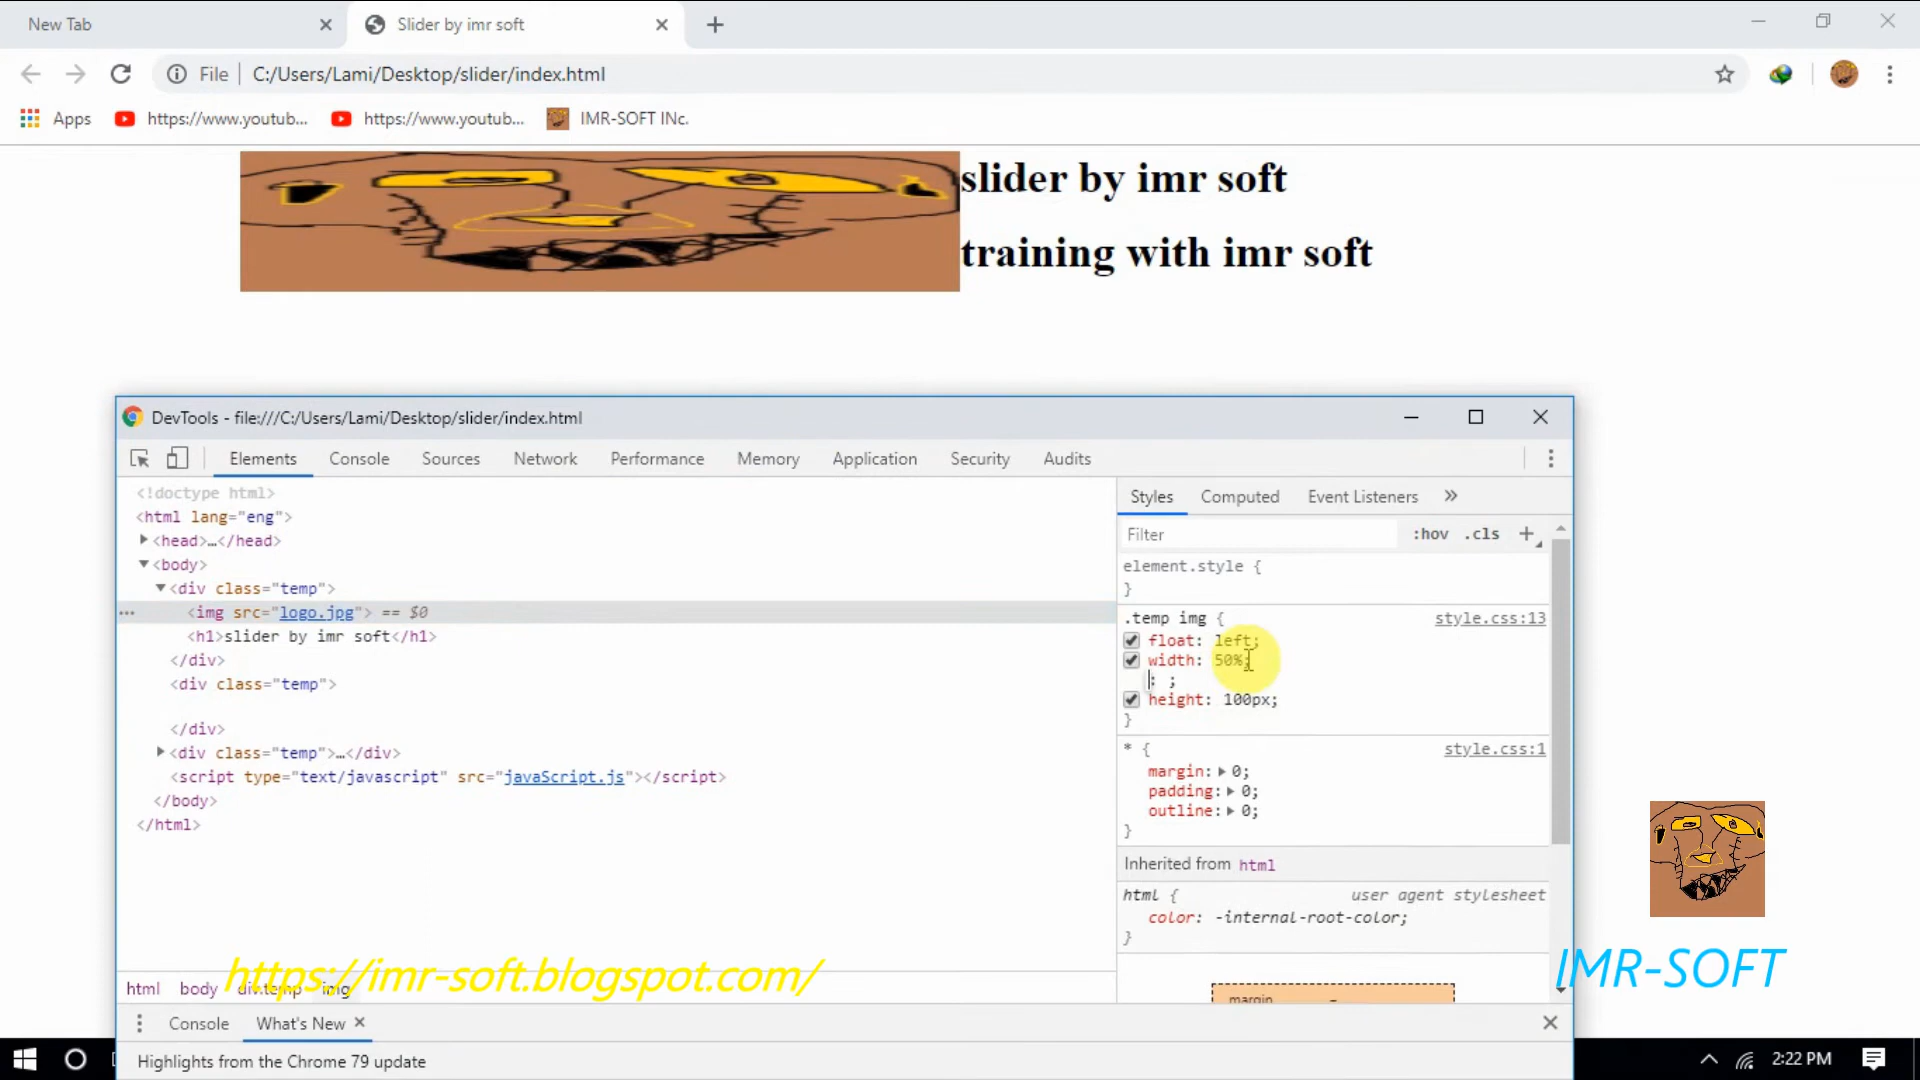 New Tab
Slider by imr soft
File
C:/Users/Lami/Desktop/slider/index.html
Apps
https://www.youtub...
https://www.youtub...
IMR-SOFT INc.
slider by imr soft
training with imr soft
DevTools - file:///C:/Users/Lami/Desktop/slider/index.html
Elements
Console
Sources
Network
Performance
Memory
Application
Security
Audits
<!doctype html>
<html lang="eng">
<head>…</head>
<body>
<div class="temp">
<img src="logo.jpg"> == $0
<h1>slider by imr soft</h1>
</div>
<div class="temp">
</div>
<div class="temp">…</div>
<script type="text/javascript" src="javaScript.js"></script>
</body>
</html>
Styles
Computed
Event Listeners
»
Filter
:hov
.cls
+
element.style {
}
.temp img {
style.css:13
float: left;
width: 50%;
: ;
height: 100px;
}
* {
style.css:1
margin: 0;
padding: 0;
outline: 0;
}
Inherited from html
html {
user agent stylesheet
color: -internal-root-color;
}
margin
-
html
body
div.temp
img
https://imr-soft.blogspot.com/
IMR-SOFT
Console
What's New
Highlights from the Chrome 79 update
2:22 PM